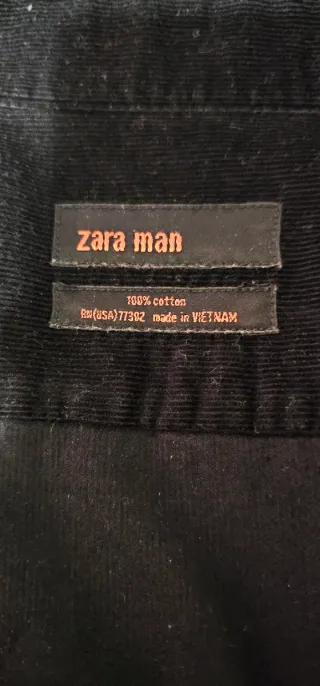 zara man
100% cotton
RN(USA)77302 made in VIETNAM